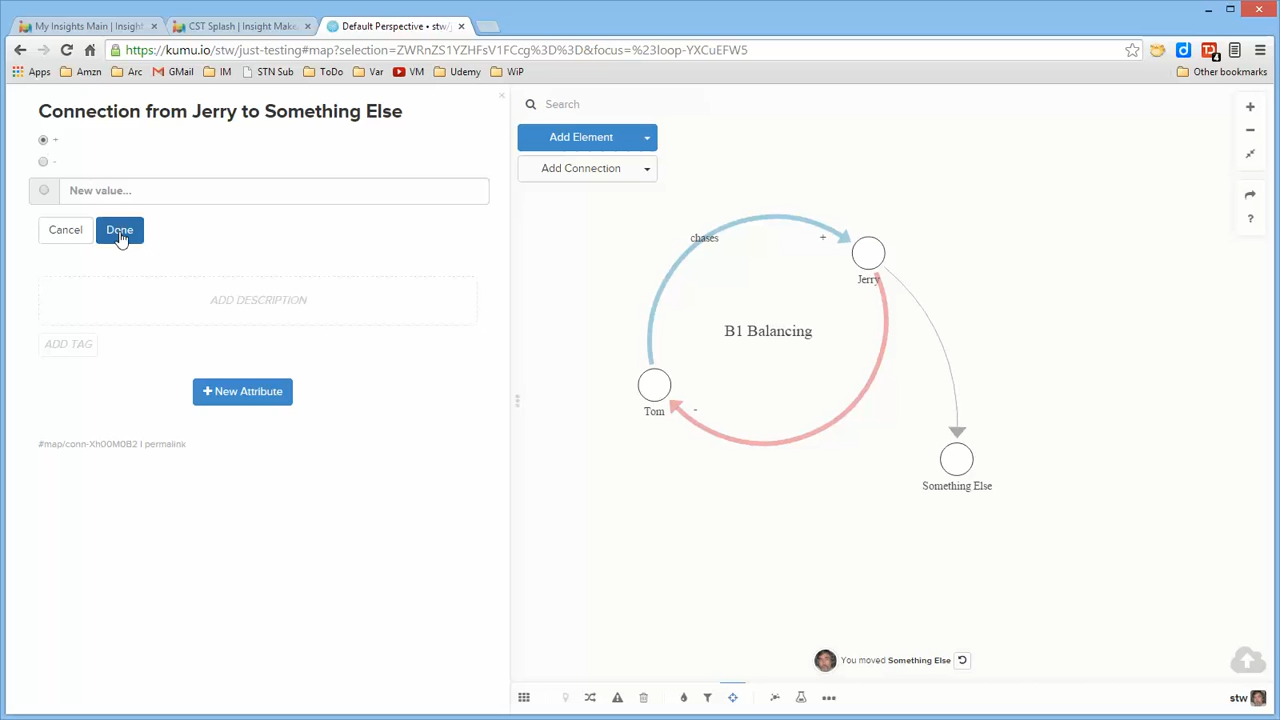 My Insights Main | Insight
CST Splash | Insight Make
Default Perspective • stw/
https://kumu.io/stw/just-testing#map?selection=ZWRnZS1YZHFsV1FCcg%3D%3D&focus=%23loop-YXCuEFW5
4
Apps
Amzn
Arc
GMail
IM
STN Sub
ToDo
Var
VM
Udemy
WiP
Other bookmarks
Connection from Jerry to Something Else
+
-
New value...
Cancel
Done
ADD DESCRIPTION
ADD TAG
+ New Attribute
#map/conn-Xh00M0B2 | permalink
Search
Add Element
Add Connection
+
−
?
chases
+
Jerry
B1 Balancing
Tom
-
Something Else
You moved Something Else
stw